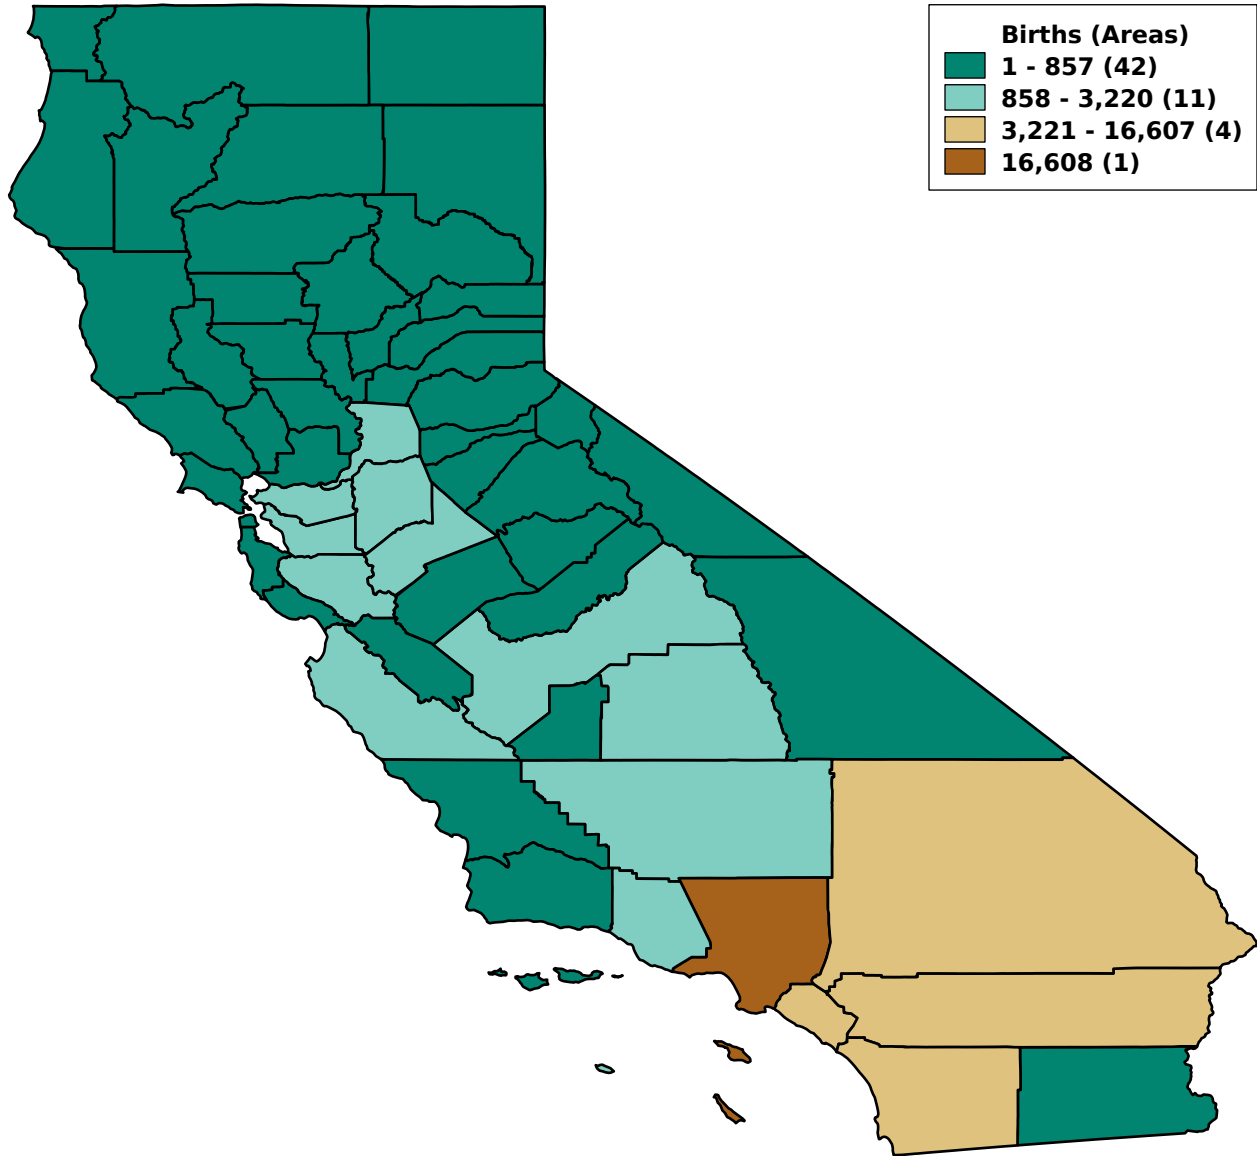 Births (Areas)
1 - 857 (42)
858 - 3,220 (11)
3,221 - 16,607 (4)
16,608 (1)